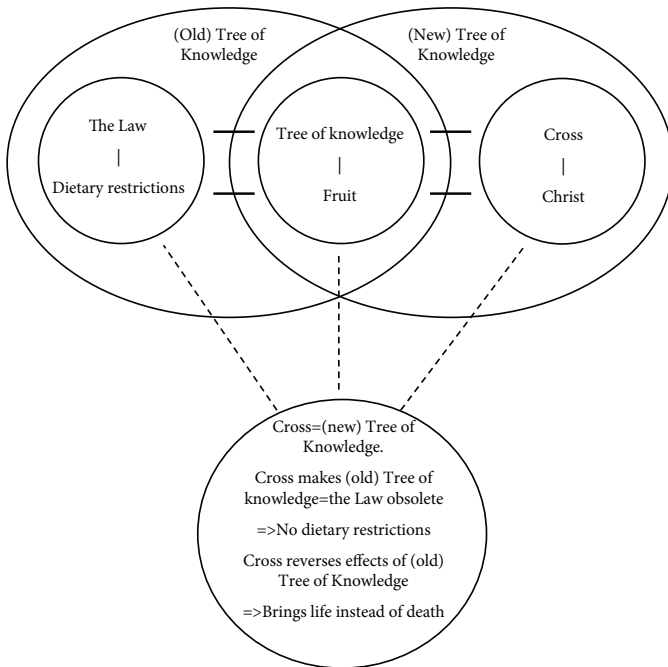 (Old) Tree of
Knowledge
(New) Tree of
Knowledge
The Law
|
Dietary restrictions
Tree of knowledge
|
Fruit
Cross
|
Christ
Cross=(new) Tree of
Knowledge.
Cross makes (old) Tree of
knowledge=the Law obsolete
=>No dietary restrictions
Cross reverses effects of (old)
Tree of Knowledge
=>Brings life instead of death